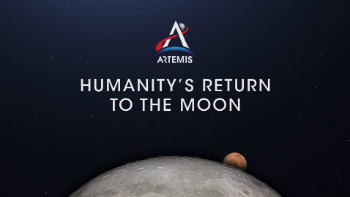 ARTEMIS
HUMANITY'S RETURN
TO THE MOON